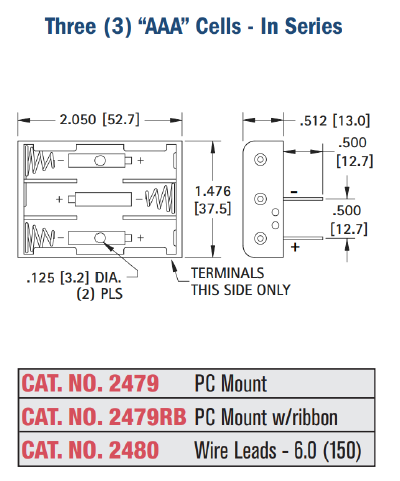 Three (3) “AAA” Cells - In Series
2.050 [52.7]
.512 [13.0]
.500
[12.7]
- +
+ -
- +
1.476
[37.5]
-
.500
[12.7]
+
.125 [3.2] DIA.
(2) PLS
TERMINALS
THIS SIDE ONLY
CAT. NO. 2479 PC Mount
CAT. NO. 2479RB PC Mount w/ribbon
CAT. NO. 2480 Wire Leads - 6.0 (150)